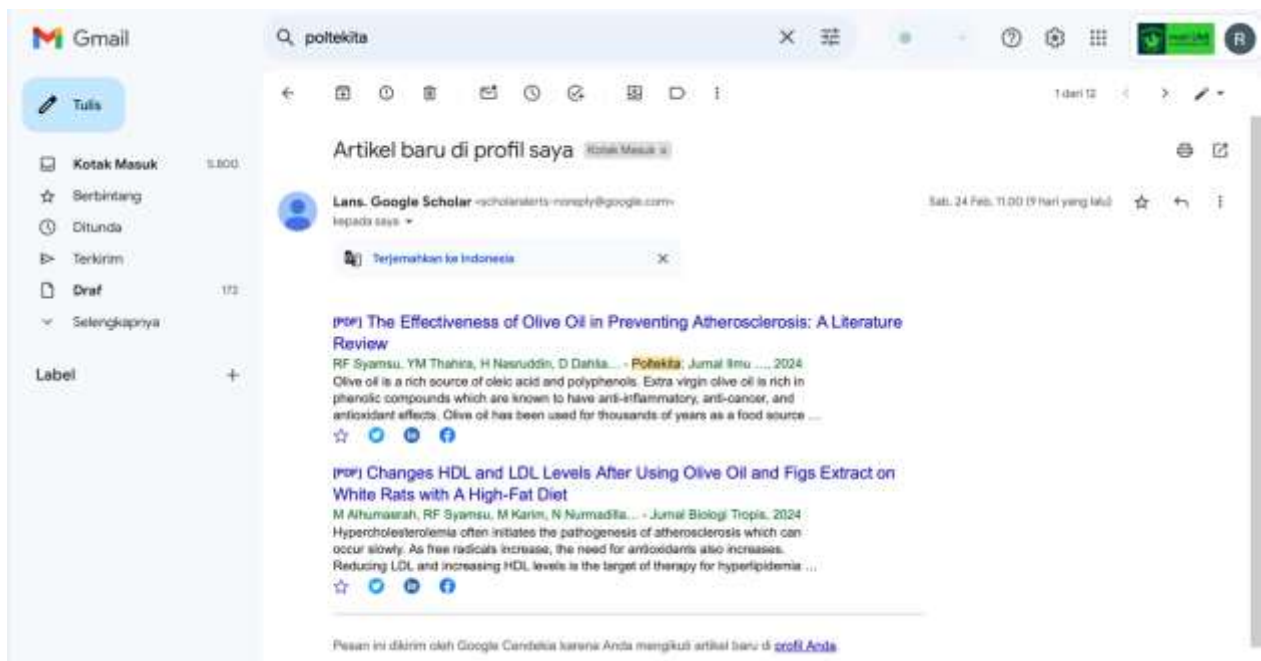 Gmail
poltekita
R
Tulis
1 dari 12
Artikel baru di profil saya Kotak Masuk x
Kotak Masuk 5.800
Berbintang
Ditunda
Terkirim
Draf 172
Selengkapnya
Label +
Lans. Google Scholar <scholaralerts-noreply@google.com>
Sab, 24 Feb, 11.00 (9 hari yang lalu)
kepada saya
Terjemahkan ke Indonesia
[PDF] The Effectiveness of Olive Oil in Preventing Atherosclerosis: A Literature
Review
RF Syamsu, YM Thahira, H Nasruddin, D Dahlia... - Poltekita: Jurnal Ilmu ..., 2024
Olive oil is a rich source of oleic acid and polyphenols. Extra virgin olive oil is rich in
phenolic compounds which are known to have anti-inflammatory, anti-cancer, and
antioxidant effects. Olive oil has been used for thousands of years as a food source ...
[PDF] Changes HDL and LDL Levels After Using Olive Oil and Figs Extract on
White Rats with A High-Fat Diet
M Alhumaerah, RF Syamsu, M Karim, N Nurmadilla... - Jurnal Biologi Tropis, 2024
Hypercholesterolemia often initiates the pathogenesis of atherosclerosis which can
occur slowly. As free radicals increase, the need for antioxidants also increases.
Reducing LDL and increasing HDL levels is the target of therapy for hyperlipidemia ...
Pesan ini dikirim oleh Google Cendekia karena Anda mengikuti artikel baru di profil Anda.